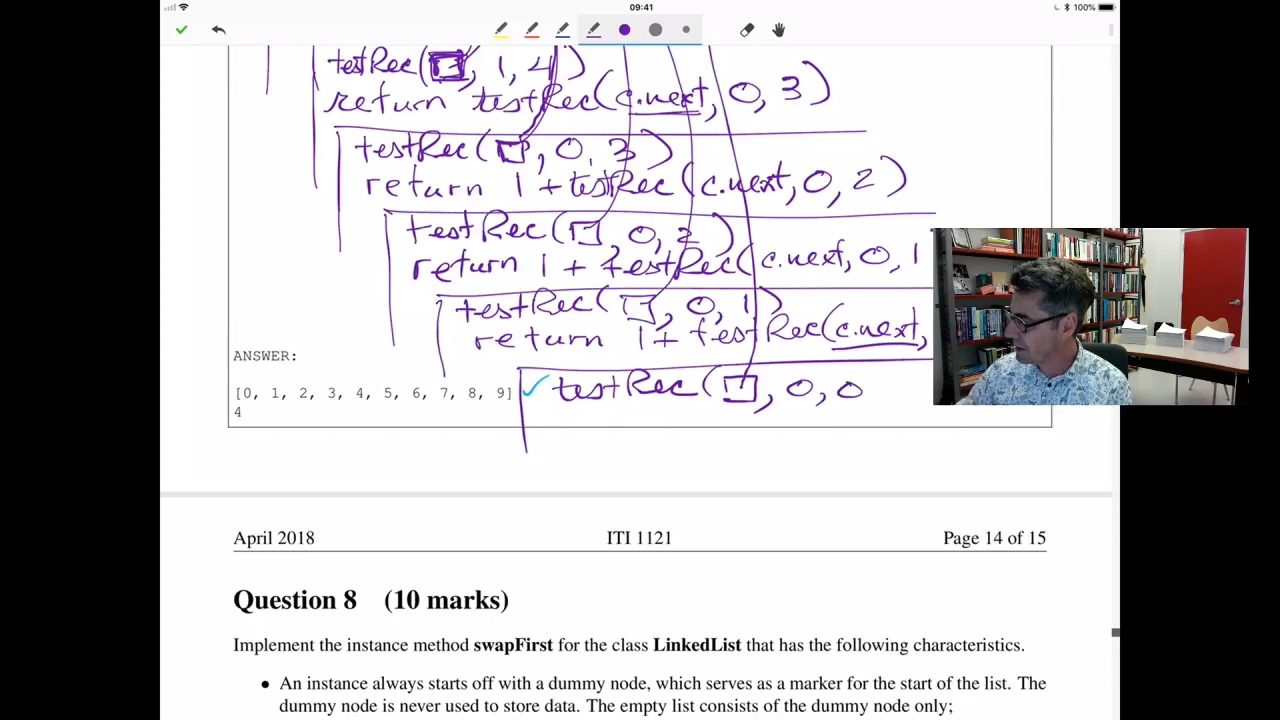 09:41
100%
testRec( , 1, 4)
return testRec(c.next, 0, 3)
testRec( , 0, 3)
return 1 + testRec(c.next, 0, 2)
testRec( , 0, 2)
return 1 + testRec(c.next, 0, 1
testRec( , 0, 1)
return 1 + testRec(c.next,
ANSWER:
✓ testRec( , 0, 0
[0, 1, 2, 3, 4, 5, 6, 7, 8, 9]
4
April 2018 ITI 1121 Page 14 of 15
Question 8 (10 marks)
Implement the instance method swapFirst for the class LinkedList that has the following characteristics.
• An instance always starts off with a dummy node, which serves as a marker for the start of the list. The
dummy node is never used to store data. The empty list consists of the dummy node only;